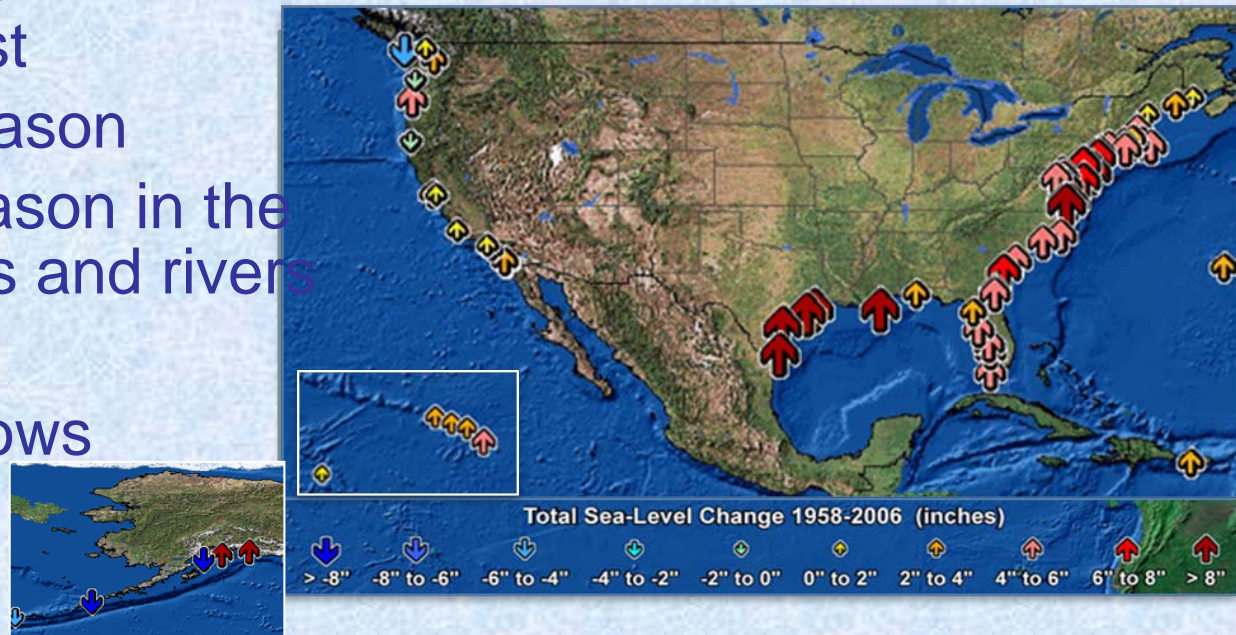 st
ason
ason in the
s and rivers
ows
Total Sea-Level Change 1958-2006 (inches)
> -8" -8" to -6" -6" to -4" -4" to -2" -2" to 0" 0" to 2" 2" to 4" 4" to 6" 6" to 8" > 8"